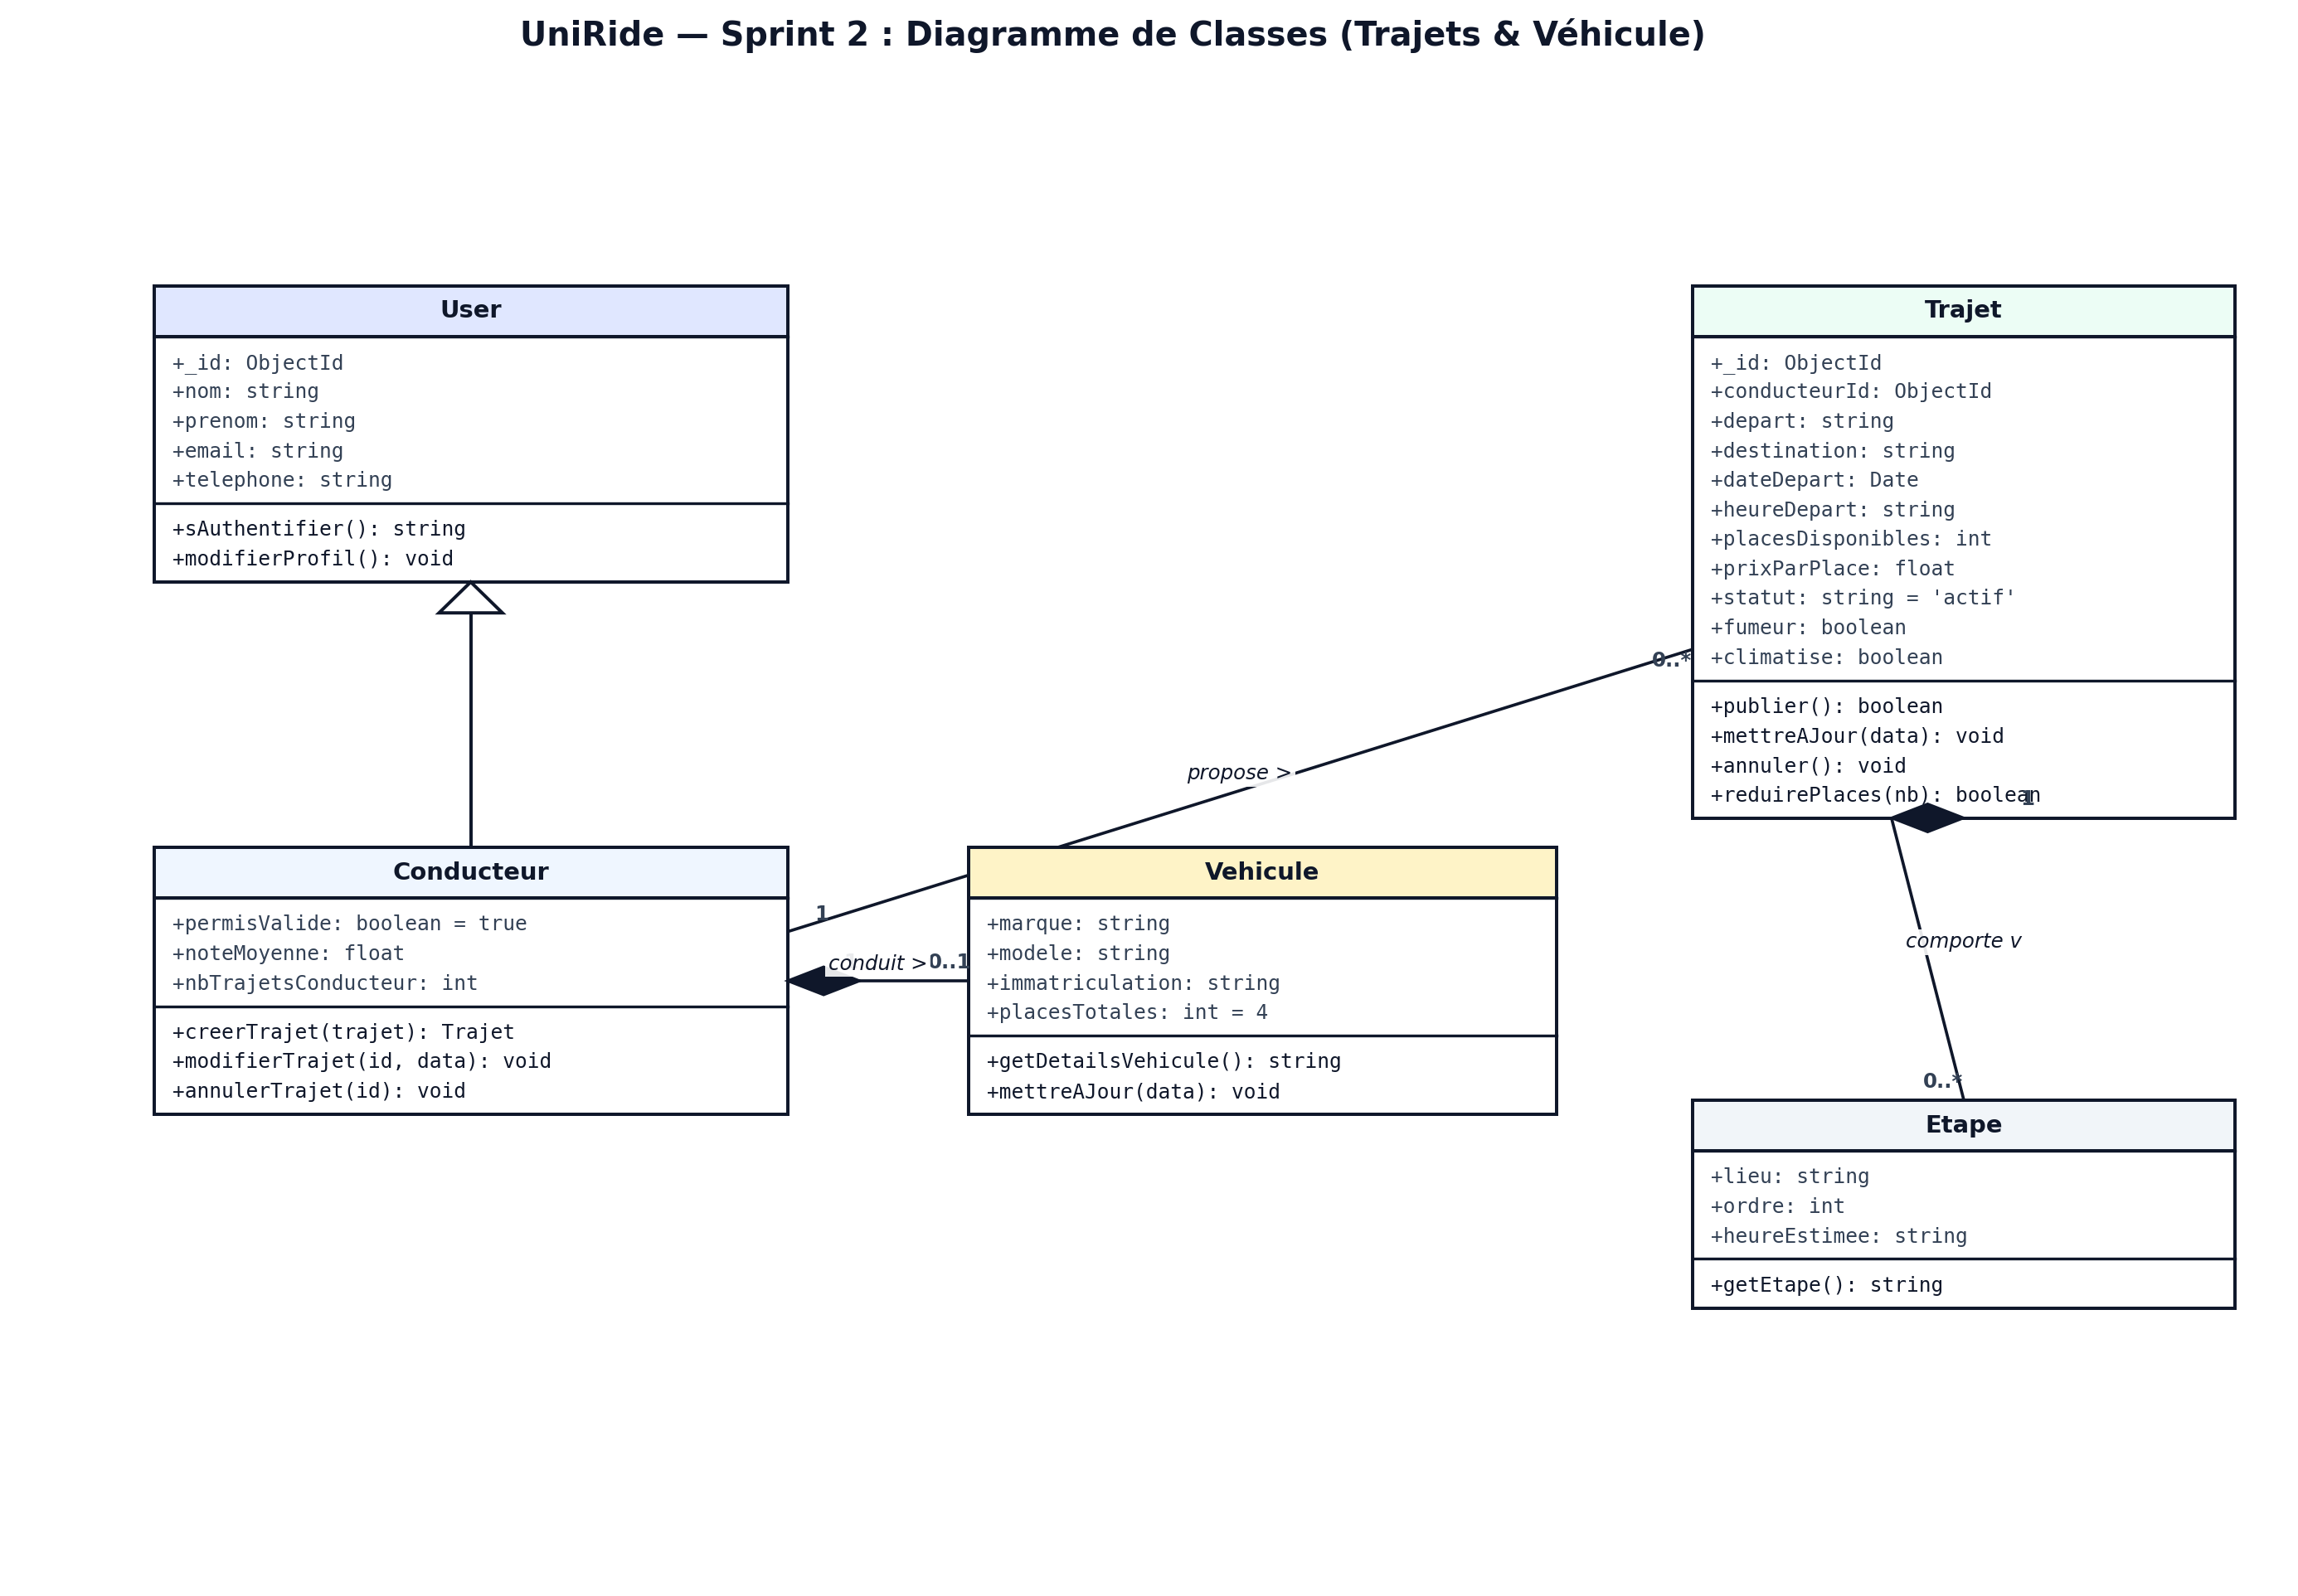 UniRide — Sprint 2 : Diagramme de Classes (Trajets & Véhicule)
User
+_id: ObjectId
+nom: string
+prenom: string
+email: string
+telephone: string
+sAuthentifier(): string
+modifierProfil(): void
Trajet
+_id: ObjectId
+conducteurId: ObjectId
+depart: string
+destination: string
+dateDepart: Date
+heureDepart: string
+placesDisponibles: int
+prixParPlace: float
+statut: string = 'actif'
+fumeur: boolean
+climatise: boolean
+publier(): boolean
+mettreAJour(data): void
+annuler(): void
+reduirePlaces(nb): boolean
1
0..*
propose >
1
Conducteur
+permisValide: boolean = true
+noteMoyenne: float
+nbTrajetsConducteur: int
+creerTrajet(trajet): Trajet
+modifierTrajet(id, data): void
+annulerTrajet(id): void
conduit >
0..1
Vehicule
+marque: string
+modele: string
+immatriculation: string
+placesTotales: int = 4
+getDetailsVehicule(): string
+mettreAJour(data): void
comporte v
0..*
Etape
+lieu: string
+ordre: int
+heureEstimee: string
+getEtape(): string